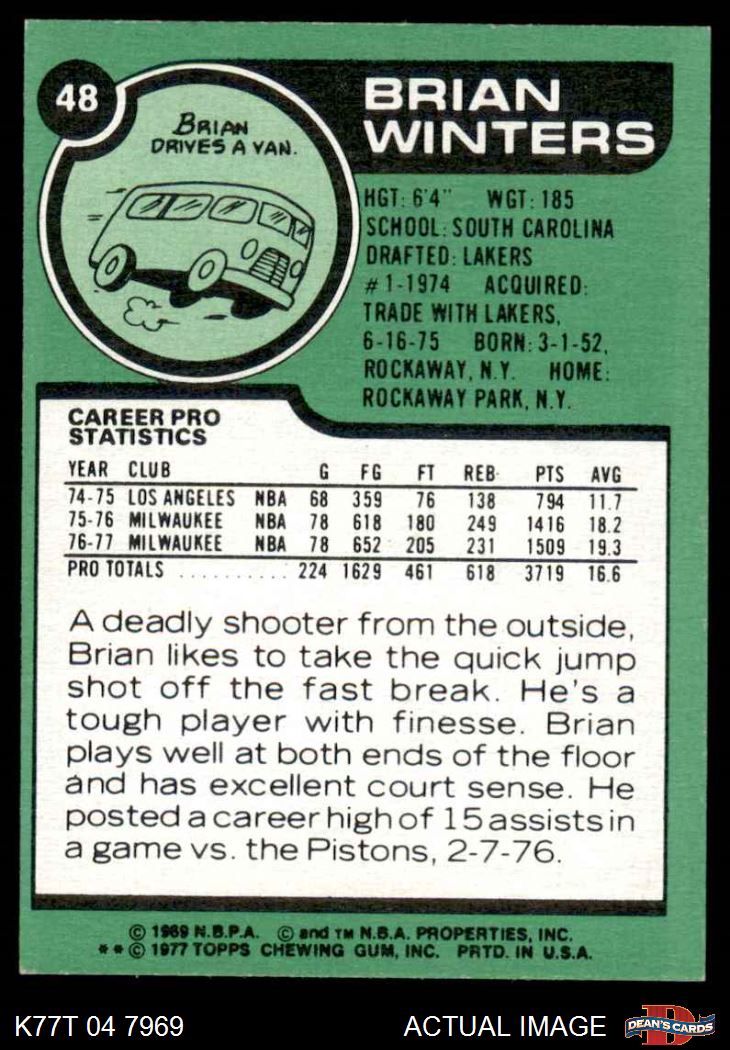 48
BRIAN
DRIVES A VAN.
BRIAN
WINTERS
HGT: 6'4" WGT: 185
SCHOOL: SOUTH CAROLINA
DRAFTED: LAKERS
#1-1974 ACQUIRED:
TRADE WITH LAKERS,
6-16-75 BORN: 3-1-52,
ROCKAWAY, N.Y. HOME:
ROCKAWAY PARK, N.Y.
CAREER PRO
STATISTICS
YEAR CLUB G FG FT REB. PTS AVG
74-75 LOS ANGELES NBA 68 359 76 138 794 11.7
75-76 MILWAUKEE NBA 78 618 180 249 1416 18.2
76-77 MILWAUKEE NBA 78 652 205 231 1509 19.3
PRO TOTALS .......... 224 1629 461 618 3719 16.6
A deadly shooter from the outside,
Brian likes to take the quick jump
shot off the fast break. He's a
tough player with finesse. Brian
plays well at both ends of the floor
and has excellent court sense. He
posted a career high of 15 assists in
a game vs. the Pistons, 2-7-76.
© 1969 N.B.P.A. © and TM N.B.A. PROPERTIES, INC.
**© 1977 TOPPS CHEWING GUM, INC. PRTD. IN U.S.A.
K77T 04 7969 ACTUAL IMAGE D DEAN'S CARDS